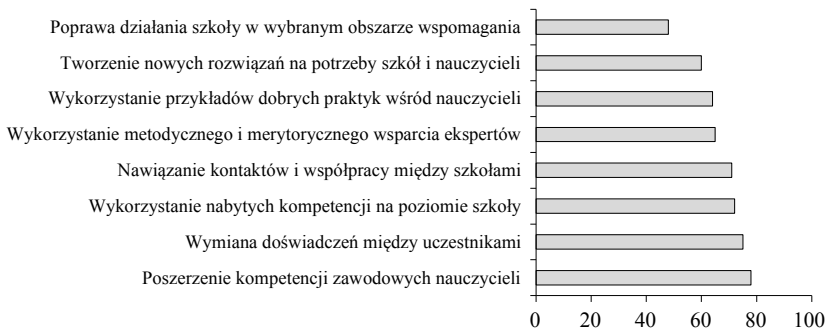 Poprawa działania szkoły w wybranym obszarze wspomagania
Tworzenie nowych rozwiązań na potrzeby szkół i nauczycieli
Wykorzystanie przykładów dobrych praktyk wśród nauczycieli
Wykorzystanie metodycznego i merytorycznego wsparcia ekspertów
Nawiązanie kontaktów i współpracy między szkołami
Wykorzystanie nabytych kompetencji na poziomie szkoły
Wymiana doświadczeń między uczestnikami
Poszerzenie kompetencji zawodowych nauczycieli
0 20 40 60 80 100